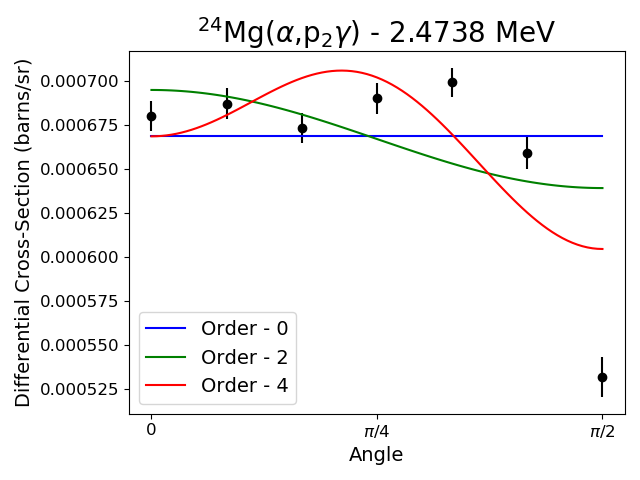 ²⁴Mg(α,p₂γ) - 2.4738 MeV
Differential Cross-Section (barns/sr)
0.000700
0.000675
0.000650
0.000625
0.000600
0.000575
0.000550
0.000525
Order - 0
Order - 2
Order - 4
0 π/4 π/2
Angle